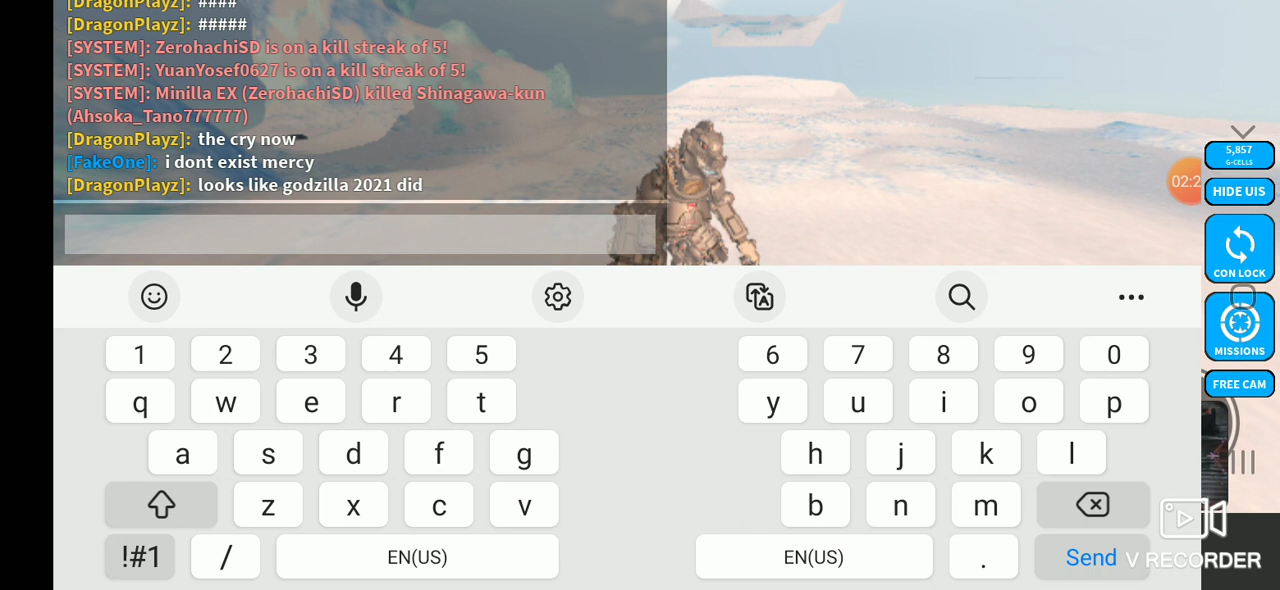 [DragonPlayz]: ####
[DragonPlayz]: #####
[SYSTEM]: ZerohachiSD is on a kill streak of 5!
[SYSTEM]: YuanYosef0627 is on a kill streak of 5!
[SYSTEM]: Minilla EX (ZerohachiSD) killed Shinagawa-kun
(Ahsoka_Tano777777)
[DragonPlayz]: the cry now
[FakeOne]: i dont exist mercy
[DragonPlayz]: looks like godzilla 2021 did
5,857
G-CELLS
02:2
HIDE UIS
CON LOCK
MISSIONS
FREE CAM
1 2 3 4 5 6 7 8 9 0
q w e r t y u i o p
a s d f g h j k l
z x c v b n m
!#1 / EN(US) EN(US) . Send
V RECORDER